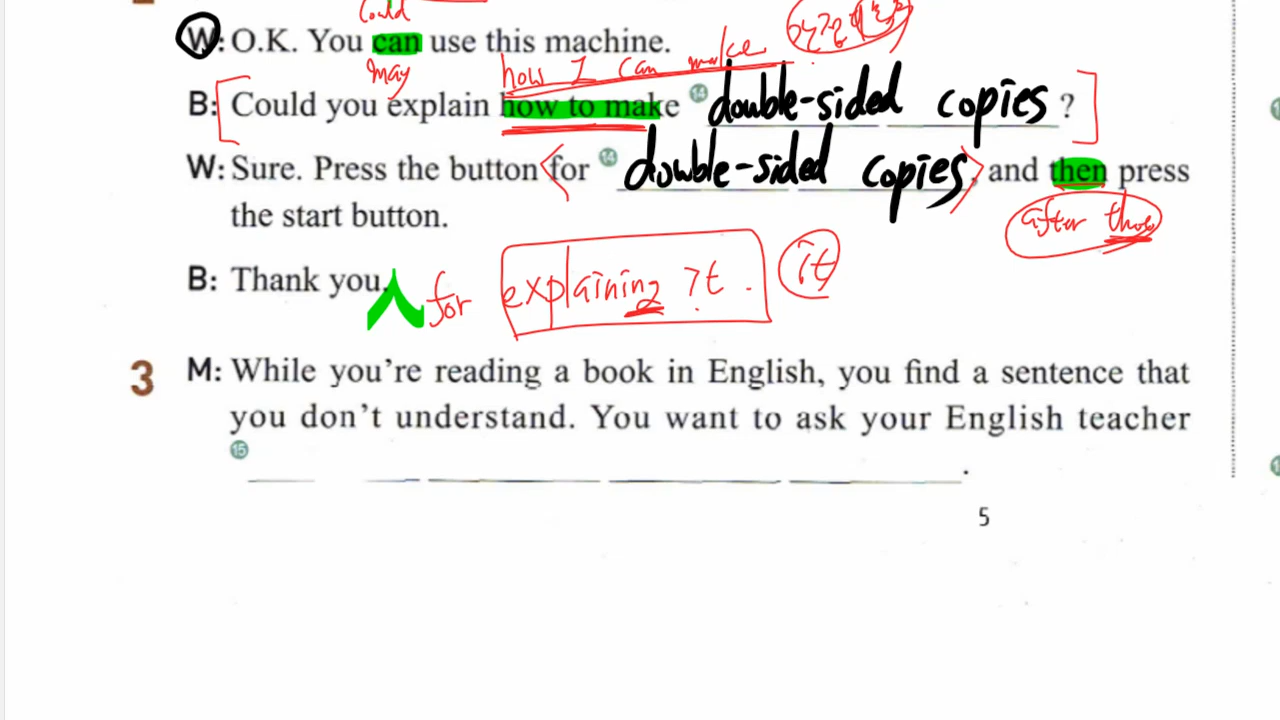 could
W: O.K. You can use this machine.
may
how I can make
B: Could you explain how to make 14 double-sided copies ?
W: Sure. Press the button for 14 double-sided copies, and then press
after
the start button.
B: Thank you. for explaining it. it
3 M: While you're reading a book in English, you find a sentence that
you don't understand. You want to ask your English teacher
15
5